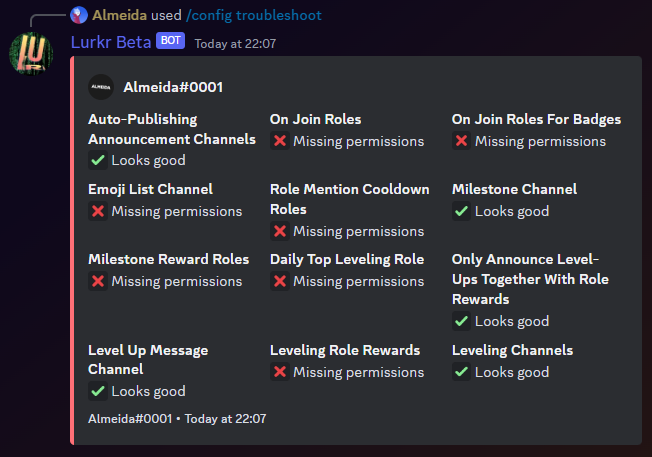 Almeida used /config troubleshoot
Lurkr Beta BOT Today at 22:07
ALMEIDA Almeida#0001
Auto-Publishing
Announcement Channels
Looks good
On Join Roles
Missing permissions
On Join Roles For Badges
Missing permissions
Emoji List Channel
Missing permissions
Role Mention Cooldown
Roles
Missing permissions
Milestone Channel
Looks good
Milestone Reward Roles
Missing permissions
Daily Top Leveling Role
Missing permissions
Only Announce Level-
Ups Together With Role
Rewards
Looks good
Level Up Message
Channel
Looks good
Leveling Role Rewards
Missing permissions
Leveling Channels
Looks good
Almeida#0001 • Today at 22:07